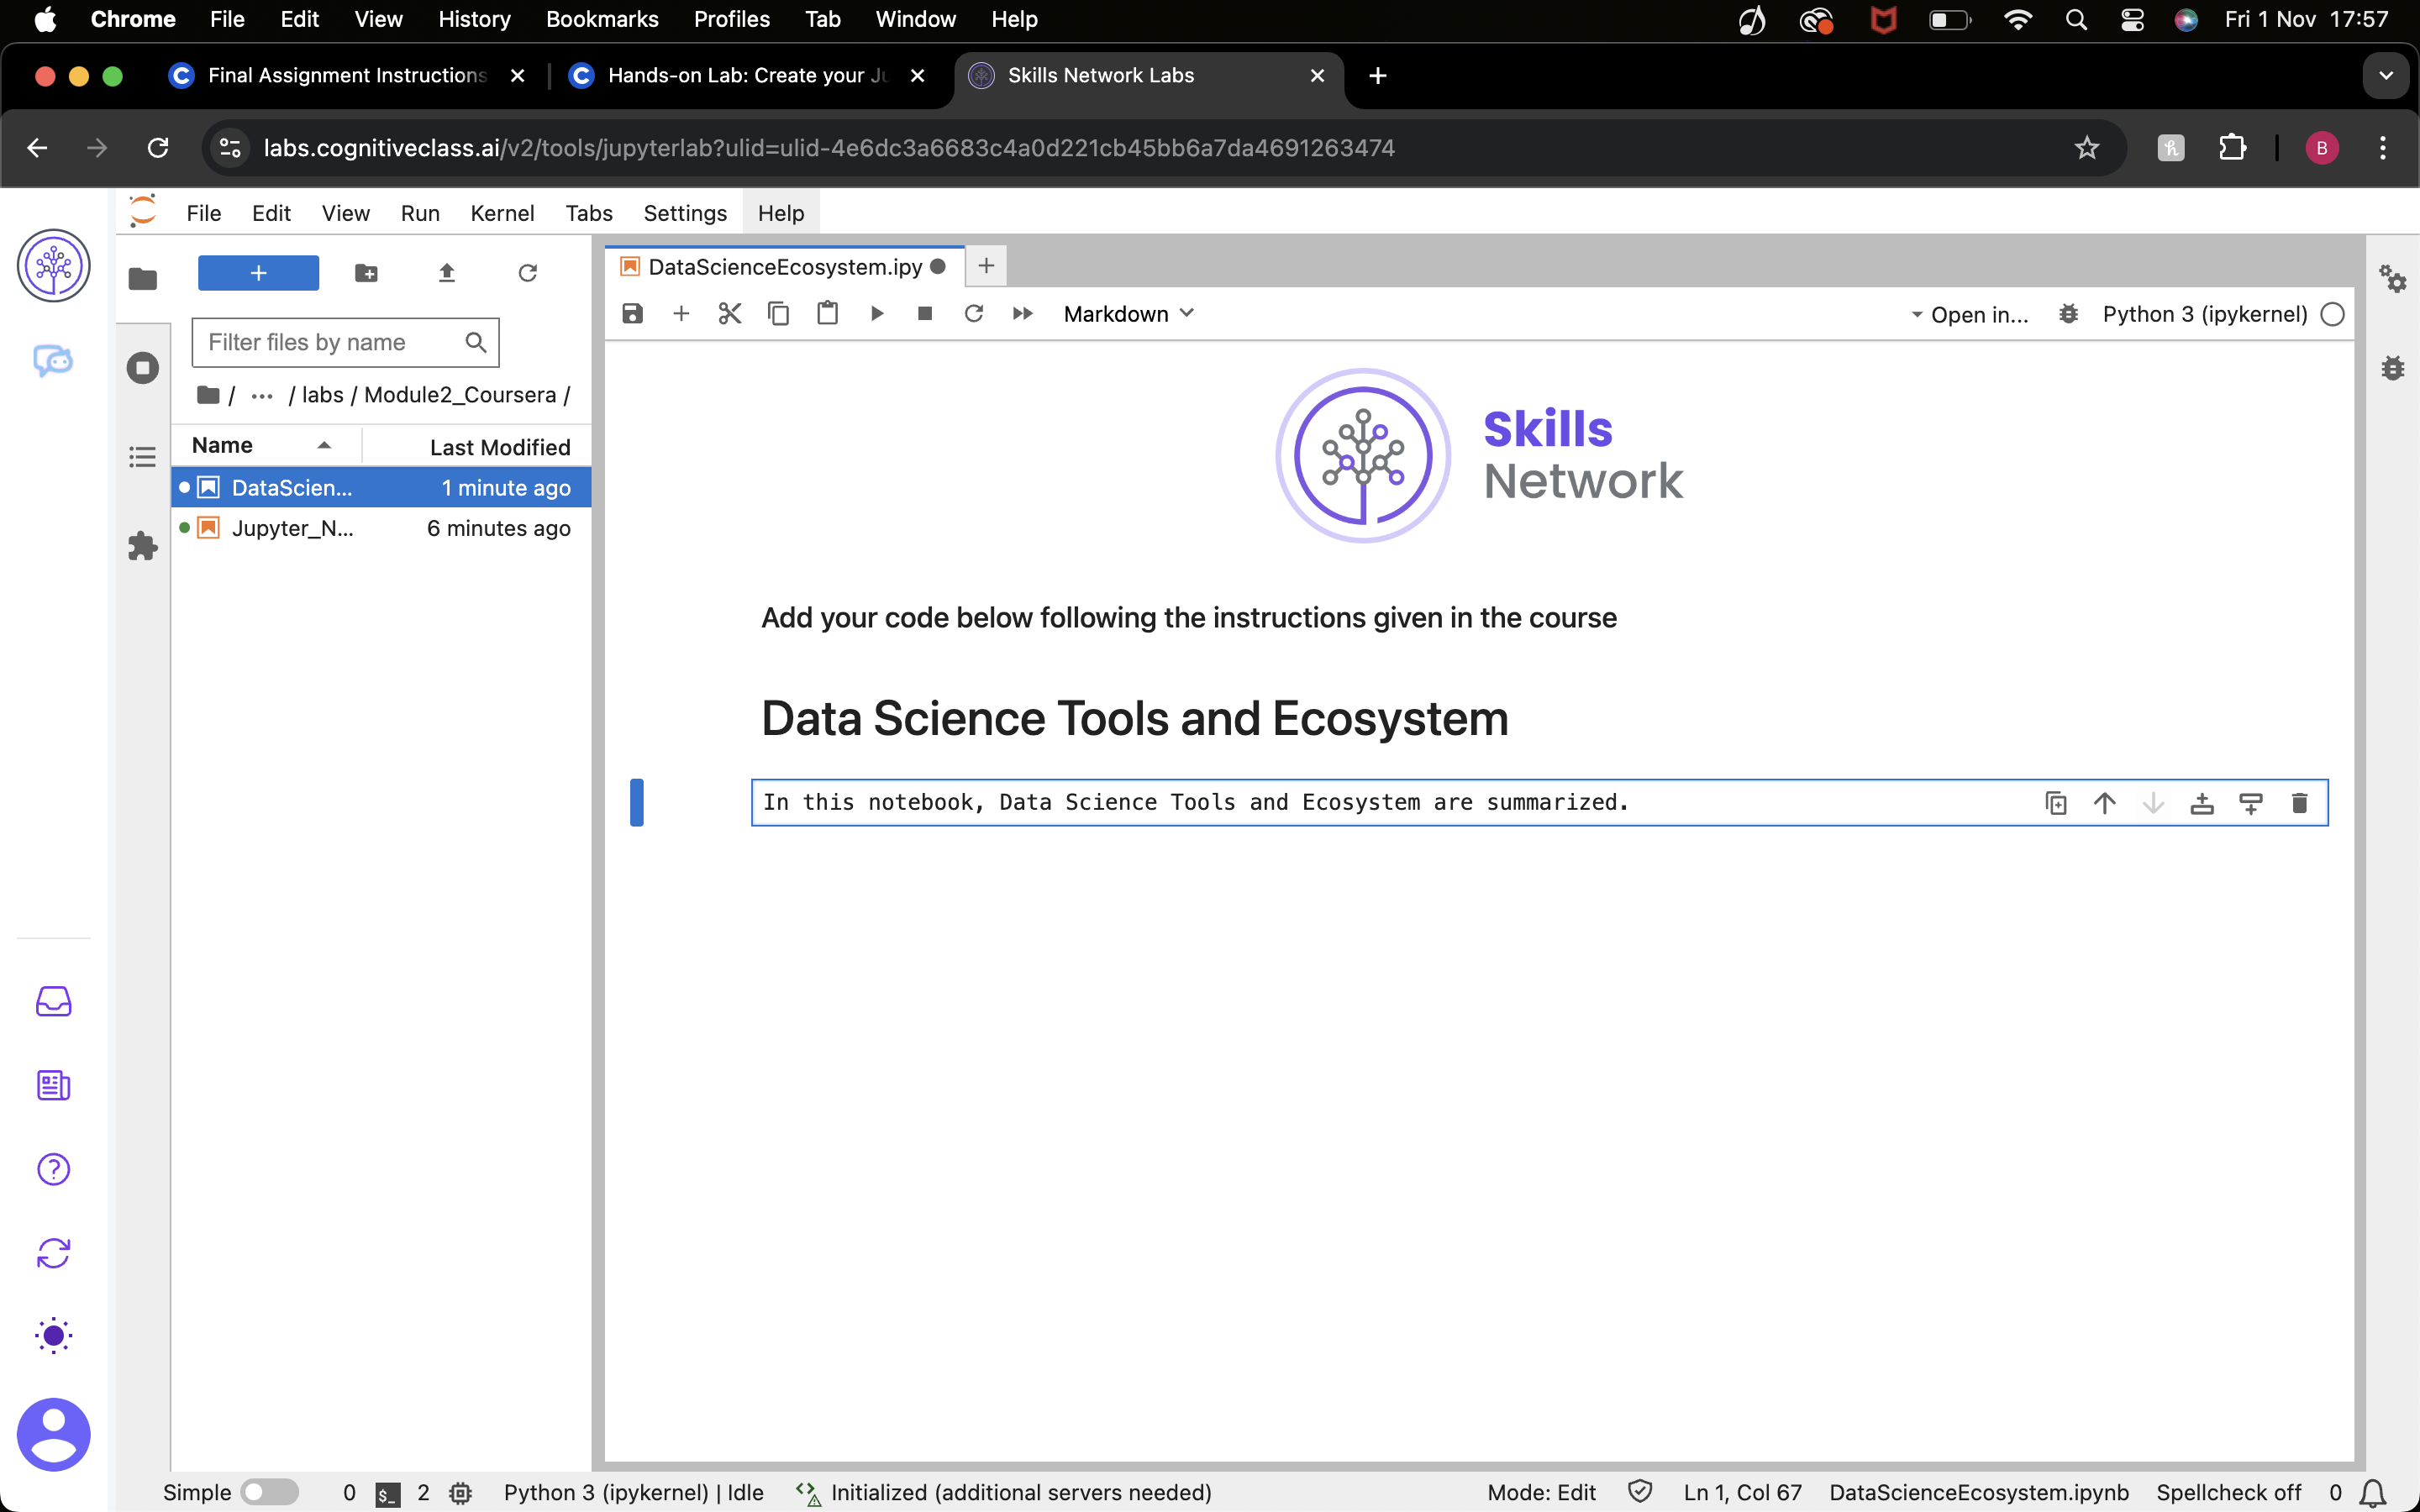 Chrome File Edit View History Bookmarks Profiles Tab Window Help Fri 1 Nov 17:57
Final Assignment Instructions Hands-on Lab: Create your Ju Skills Network Labs
labs.cognitiveclass.ai/v2/tools/jupyterlab?ulid=ulid-4e6dc3a6683c4a0d221cb45bb6a7da4691263474 B
File Edit View Run Kernel Tabs Settings Help
DataScienceEcosystem.ipy
Markdown Open in... Python 3 (ipykernel)
Filter files by name
/ ... / labs / Module2_Coursera /
Name Last Modified
DataScien... 1 minute ago
Jupyter_N... 6 minutes ago
Skills
Network
Add your code below following the instructions given in the course
Data Science Tools and Ecosystem
In this notebook, Data Science Tools and Ecosystem are summarized.
Simple 0 $_ 2 Python 3 (ipykernel) | Idle Initialized (additional servers needed) Mode: Edit Ln 1, Col 67 DataScienceEcosystem.ipynb Spellcheck off 0